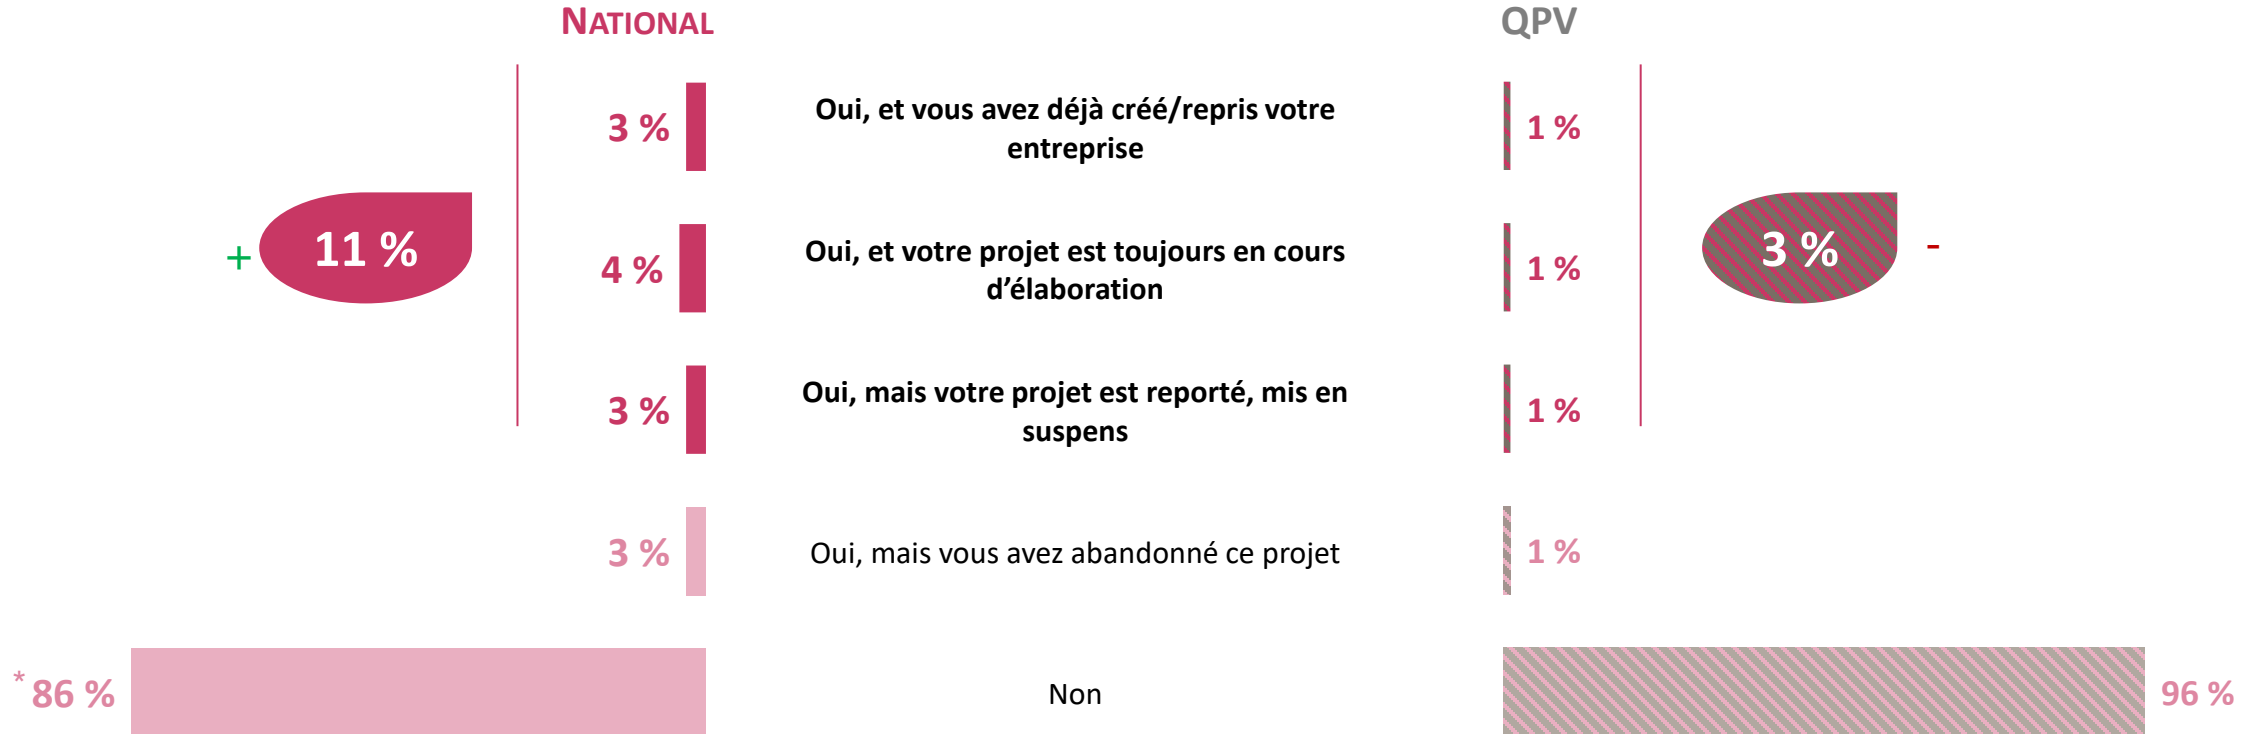 NATIONAL
QPV
3 %
Oui, et vous avez déjà créé/repris votre
entreprise
1 %
+
11 %
4 %
Oui, et votre projet est toujours en cours
d’élaboration
1 %
3 %
-
3 %
Oui, mais votre projet est reporté, mis en
suspens
1 %
3 %
Oui, mais vous avez abandonné ce projet
1 %
* 86 %
Non
96 %